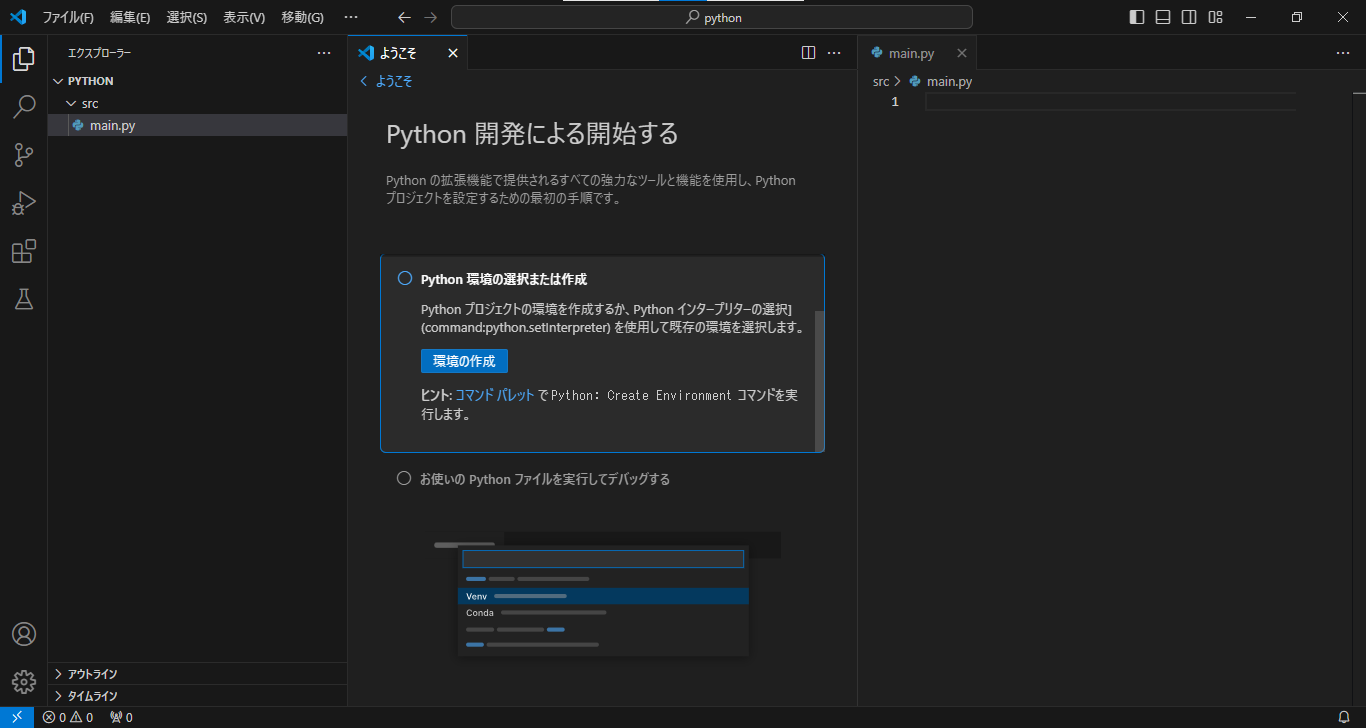 ファイル(F) 編集(E) 選択(S) 表示(V) 移動(G) ··· python
エクスプローラー ···
PYTHON
src
main.py
アウトライン
タイムライン
ようこそ ···
ようこそ
Python 開発による開始する
Python の拡張機能で提供されるすべての強力なツールと機能を使用し、Python
プロジェクトを設定するための最初の手順です。
Python 環境の選択または作成
Python プロジェクトの環境を作成するか、Python インタープリターの選択]
(command:python.setInterpreter) を使用して既存の環境を選択します。
環境の作成
ヒント: コマンド パレット で Python: Create Environment コマンドを実
行します。
お使いの Python ファイルを実行してデバッグする
Venv
Conda
main.py ···
src > main.py
1
0 0 0